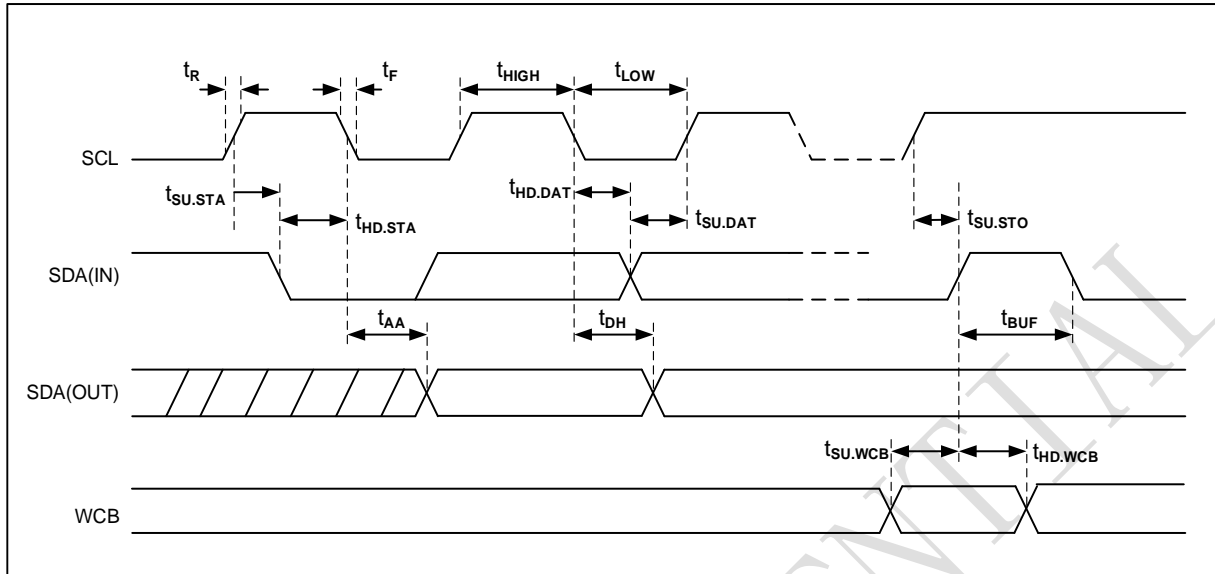 tR
tF
tHIGH
tLOW
SCL
tSU.STA
tHD.STA
tHD.DAT
tSU.DAT
tSU.STO
SDA(IN)
tAA
tDH
tBUF
SDA(OUT)
tSU.WCB
tHD.WCB
WCB
NTIAL